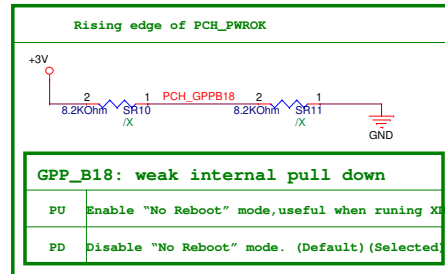 Rising edge of PCH_PWROK
+3V
2 1 PCH_GPPB18 2 1
8.2KOhm SR10 8.2KOhm SR11
/X /X
GND
GPP_B18: weak internal pull down
PU Enable “No Reboot” mode,useful when runing
PD Disable “No Reboot” mode. (Default)(Selected)